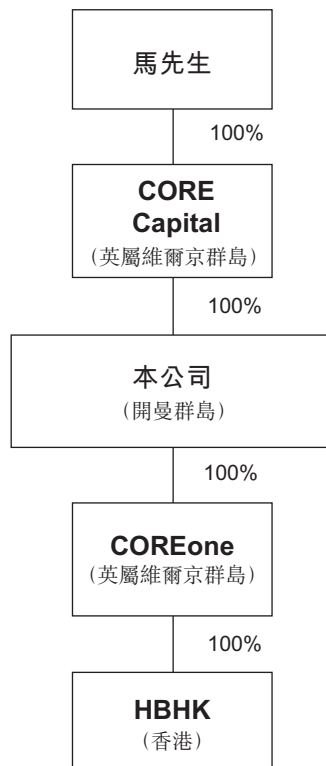 馬先生
100%
CORE
Capital
（英屬維爾京群島）
100%
本公司
（開曼群島）
100%
COREone
（英屬維爾京群島）
100%
HBHK
（香港）